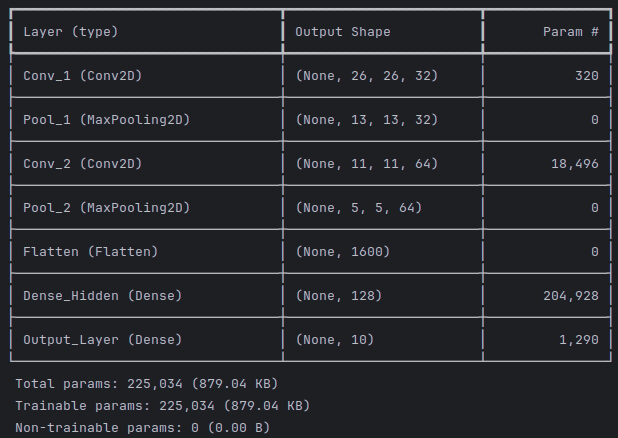 Layer (type) Output Shape Param #
Conv_1 (Conv2D) (None, 26, 26, 32) 320
Pool_1 (MaxPooling2D) (None, 13, 13, 32) 0
Conv_2 (Conv2D) (None, 11, 11, 64) 18,496
Pool_2 (MaxPooling2D) (None, 5, 5, 64) 0
Flatten (Flatten) (None, 1600) 0
Dense_Hidden (Dense) (None, 128) 204,928
Output_Layer (Dense) (None, 10) 1,290
Total params: 225,034 (879.04 KB)
Trainable params: 225,034 (879.04 KB)
Non-trainable params: 0 (0.00 B)